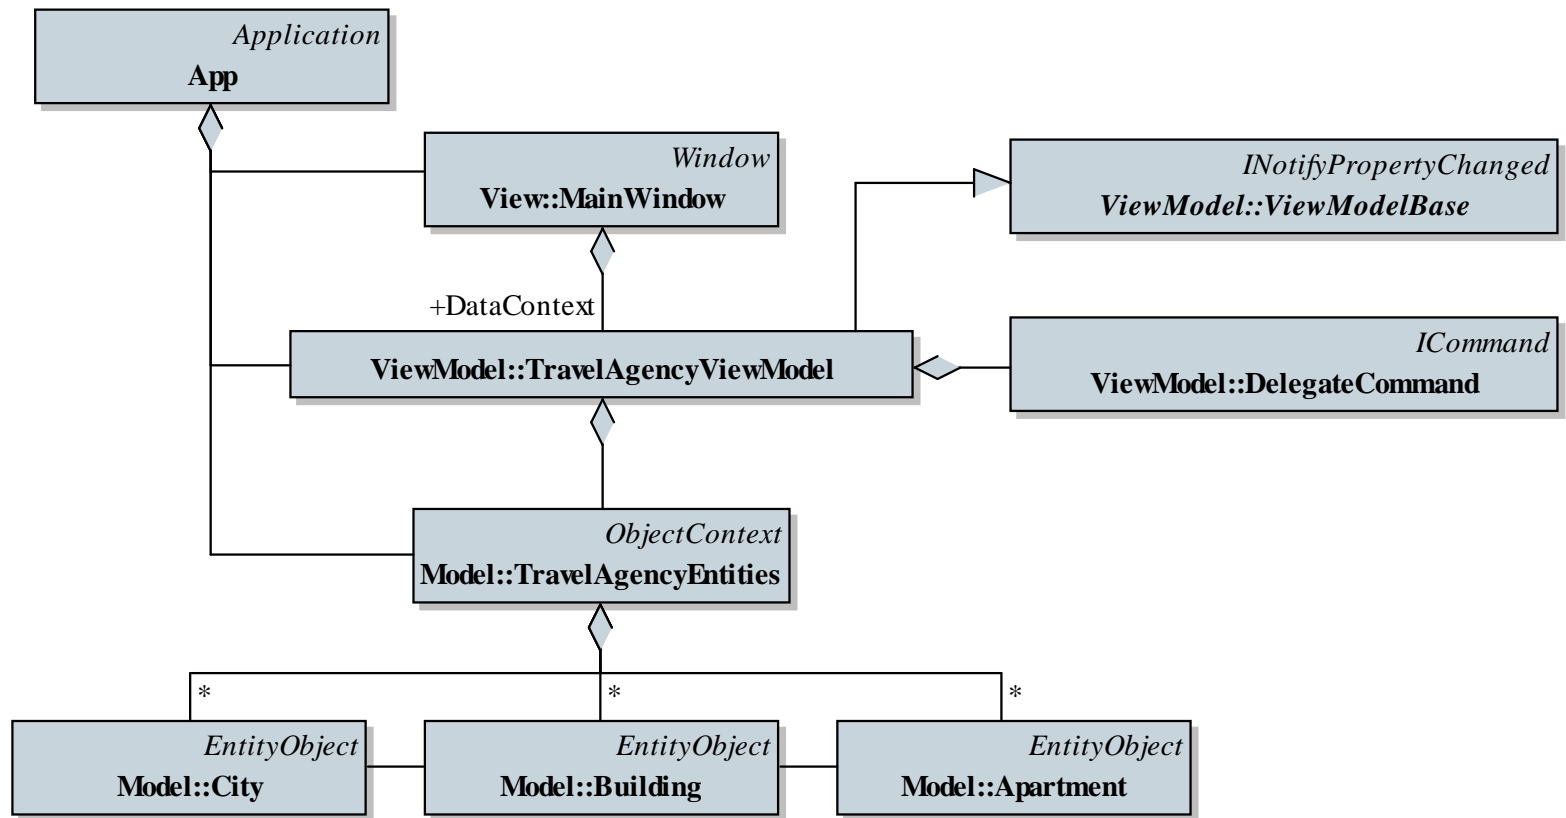 Application
App
Window
View::MainWindow
INotifyPropertyChanged
ViewModel::ViewModelBase
+DataContext
ViewModel::TravelAgencyViewModel
ICommand
ViewModel::DelegateCommand
ObjectContext
Model::TravelAgencyEntities
*
*
*
EntityObject
Model::City
EntityObject
Model::Building
EntityObject
Model::Apartment